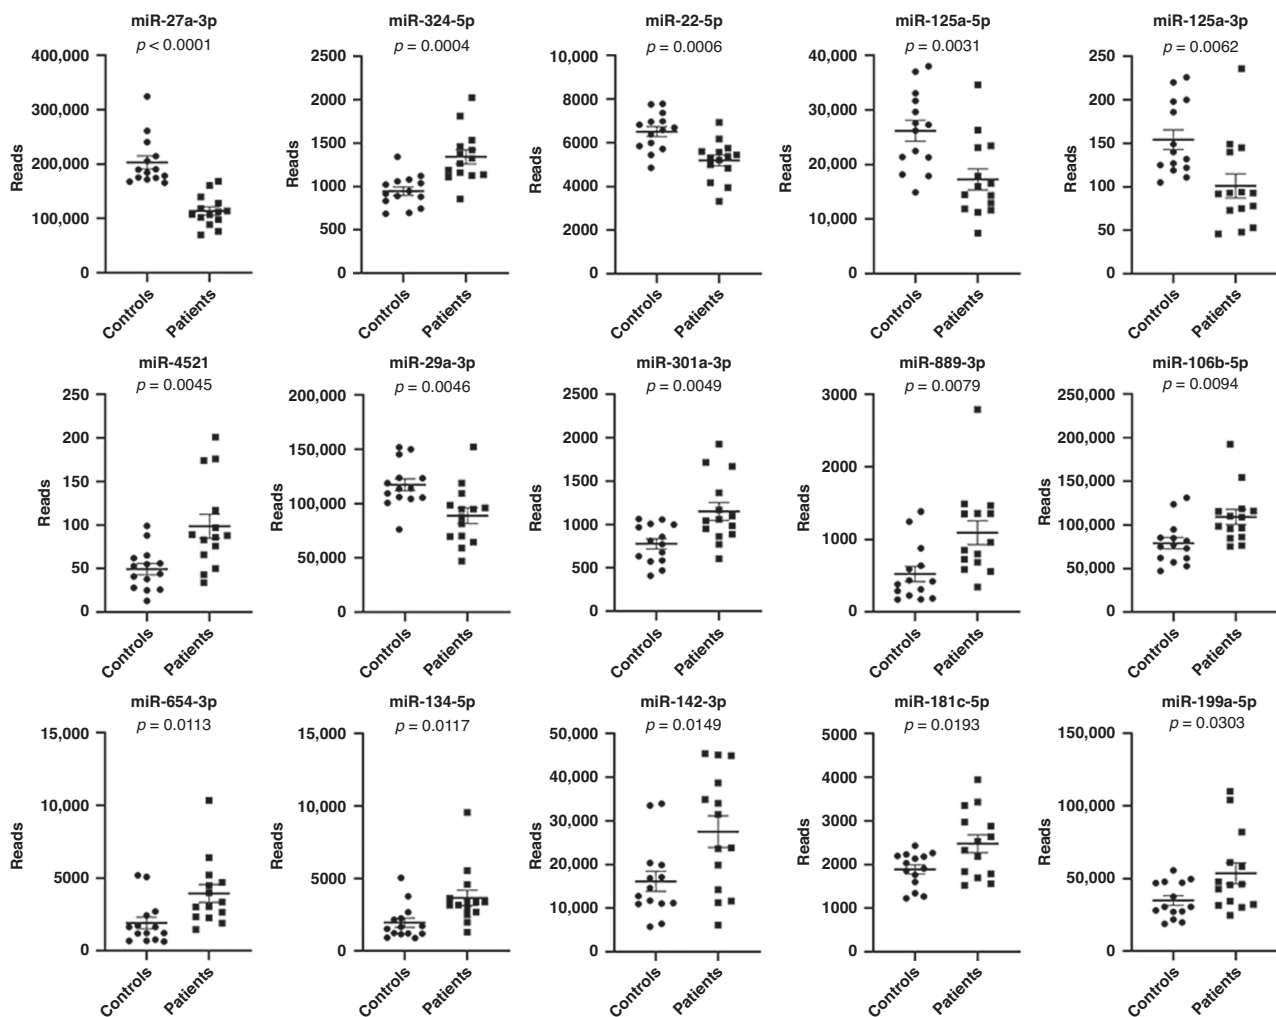 miR-27a-3p
p < 0.0001
400,000
300,000
200,000
100,000
0
Reads
Controls
Patients
miR-324-5p
p = 0.0004
2500
2000
1500
1000
500
0
Reads
Controls
Patients
miR-22-5p
p = 0.0006
10,000
8000
6000
4000
2000
0
Reads
Controls
Patients
miR-125a-5p
p = 0.0031
40,000
30,000
20,000
10,000
0
Reads
Controls
Patients
miR-125a-3p
p = 0.0062
250
200
150
100
50
0
Reads
Controls
Patients
miR-4521
p = 0.0045
250
200
150
100
50
0
Reads
Controls
Patients
miR-29a-3p
p = 0.0046
200,000
150,000
100,000
50,000
0
Reads
Controls
Patients
miR-301a-3p
p = 0.0049
2500
2000
1500
1000
500
0
Reads
Controls
Patients
miR-889-3p
p = 0.0079
3000
2000
1000
0
Reads
Controls
Patients
miR-106b-5p
p = 0.0094
250,000
200,000
150,000
100,000
50,000
0
Reads
Controls
Patients
miR-654-3p
p = 0.0113
15,000
10,000
5000
0
Reads
Controls
Patients
miR-134-5p
p = 0.0117
15,000
10,000
5000
0
Reads
Controls
Patients
miR-142-3p
p = 0.0149
50,000
40,000
30,000
20,000
10,000
0
Reads
Controls
Patients
miR-181c-5p
p = 0.0193
5000
4000
3000
2000
1000
0
Reads
Controls
Patients
miR-199a-5p
p = 0.0303
150,000
100,000
50,000
0
Reads
Controls
Patients